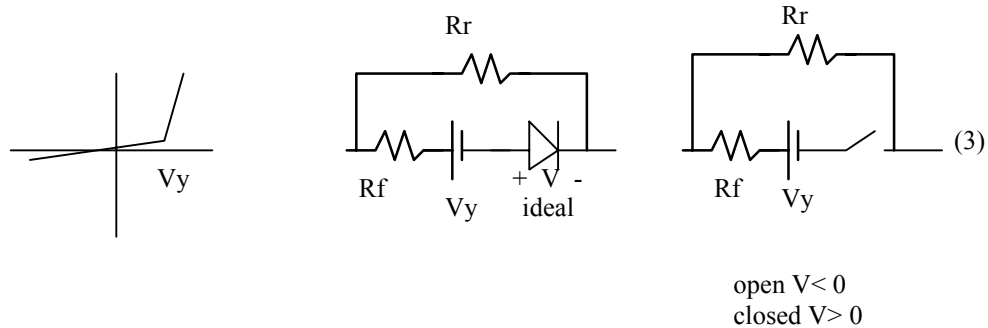 Rr
Rr
Vy
Rf
Vy
+ V -
ideal
Rf
Vy
(3)
open V< 0
closed V> 0